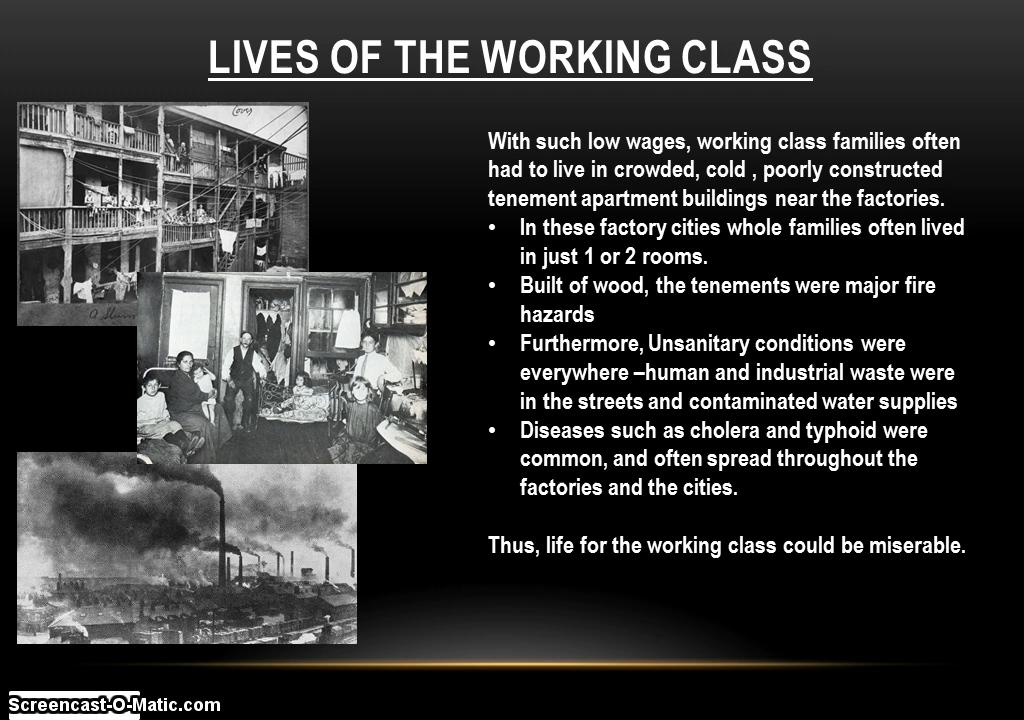 LIVES OF THE WORKING CLASS
With such low wages, working class families often
had to live in crowded, cold , poorly constructed
tenement apartment buildings near the factories.
• In these factory cities whole families often lived
in just 1 or 2 rooms.
• Built of wood, the tenements were major fire
hazards
• Furthermore, Unsanitary conditions were
everywhere –human and industrial waste were
in the streets and contaminated water supplies
• Diseases such as cholera and typhoid were
common, and often spread throughout the
factories and the cities.
Thus, life for the working class could be miserable.
Screencast-O-Matic.com